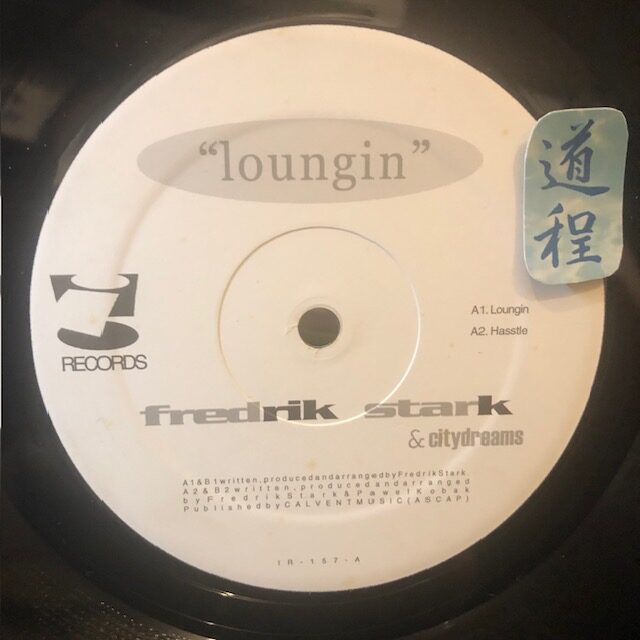 “loungin”
道
程
A1. Loungin
A2. Hasstle
RECORDS
fredrik stark
& citydreams
A1&B1written,producedandarrangedbyFredrikStark.
A2&B2written,producedandarranged
byFredrikStark&PawelKobak
PublishedbyCALVENTMUSIC(ASCAP)
IR-157-A